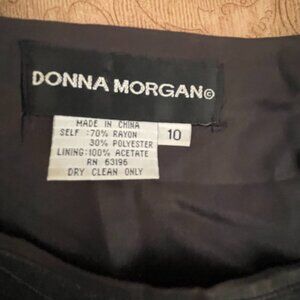 DONNA MORGAN©
MADE IN CHINA
SELF :70% RAYON
30% POLYESTER
LINING:100% ACETATE
RN 63196
DRY CLEAN ONLY
10